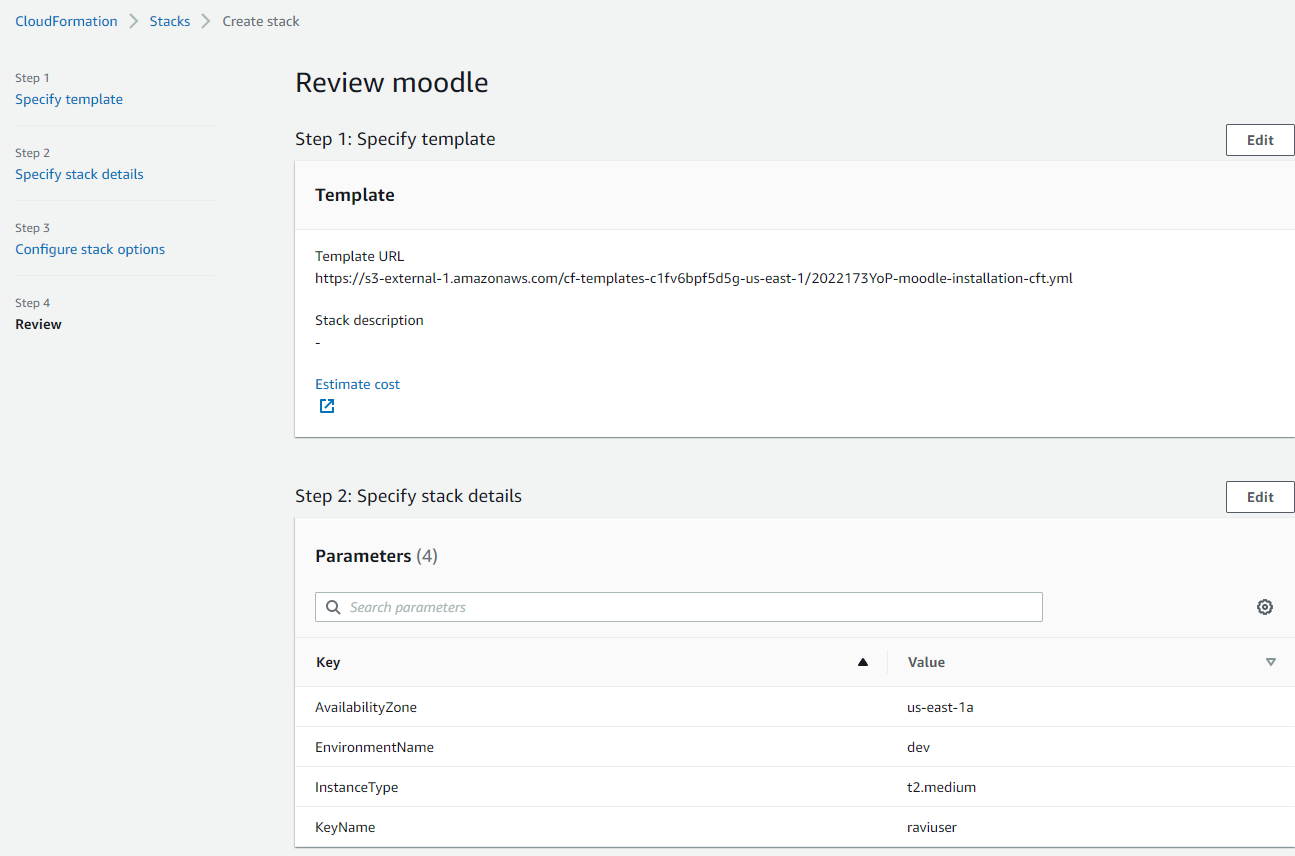 CloudFormation Stacks Create stack
Step 1
Specify template
Step 2
Specify stack details
Step 3
Configure stack options
Step 4
Review
Review moodle
Step 1: Specify template
Edit
Template
Template URL
https://s3-external-1.amazonaws.com/cf-templates-c1fv6bpf5d5g-us-east-1/2022173YoP-moodle-installation-cft.yml
Stack description
-
Estimate cost
Step 2: Specify stack details
Edit
Parameters (4)
Search parameters
Key Value
AvailabilityZone us-east-1a
EnvironmentName dev
InstanceType t2.medium
KeyName raviuser